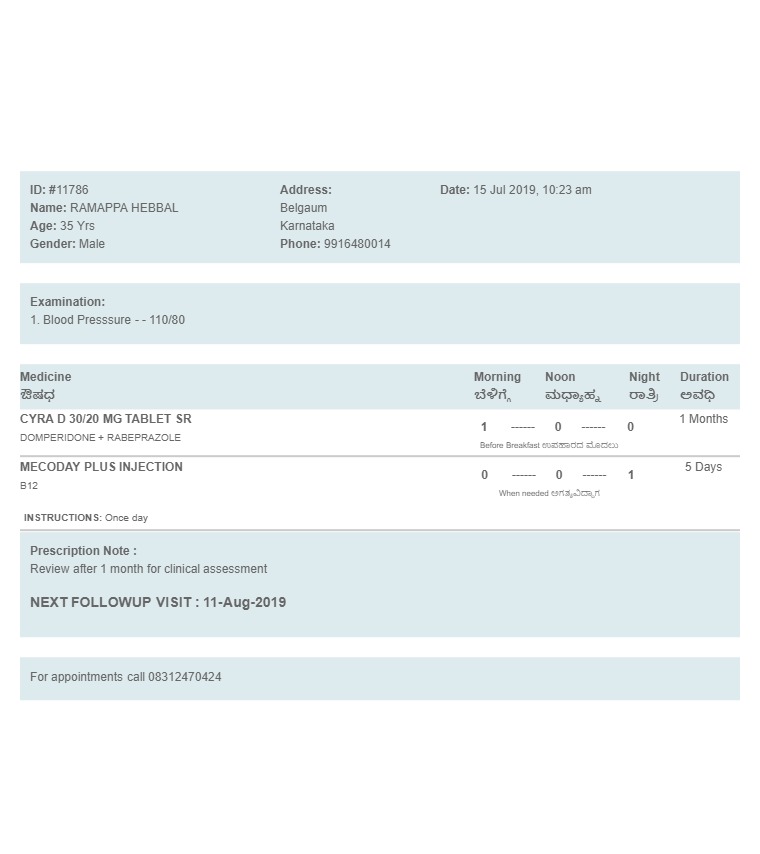 ID: #11786
Name: RAMAPPA HEBBAL
Age: 35 Yrs
Gender: Male
Address:
Belgaum
Karnataka
Phone: 9916480014
Date: 15 Jul 2019, 10:23 am
Examination:
1. Blood Presssure - - 110/80
Medicine Morning Noon Night Duration
ಔಷಧ ಬೆಳಿಗ್ಗೆ ಮಧ್ಯಾಹ್ನ ರಾತ್ರಿ ಅವಧಿ
CYRA D 30/20 MG TABLET SR 1 Months
1 ------ 0 ------ 0
DOMPERIDONE + RABEPRAZOLE
Before Breakfast ಉಪಹಾರದ ಮೊದಲು
MECODAY PLUS INJECTION 5 Days
0 ------ 0 ------ 1
B12
When needed ಅಗತ್ಯವಿದ್ದಾಗ
INSTRUCTIONS: Once day
Prescription Note :
Review after 1 month for clinical assessment
NEXT FOLLOWUP VISIT : 11-Aug-2019
For appointments call 08312470424